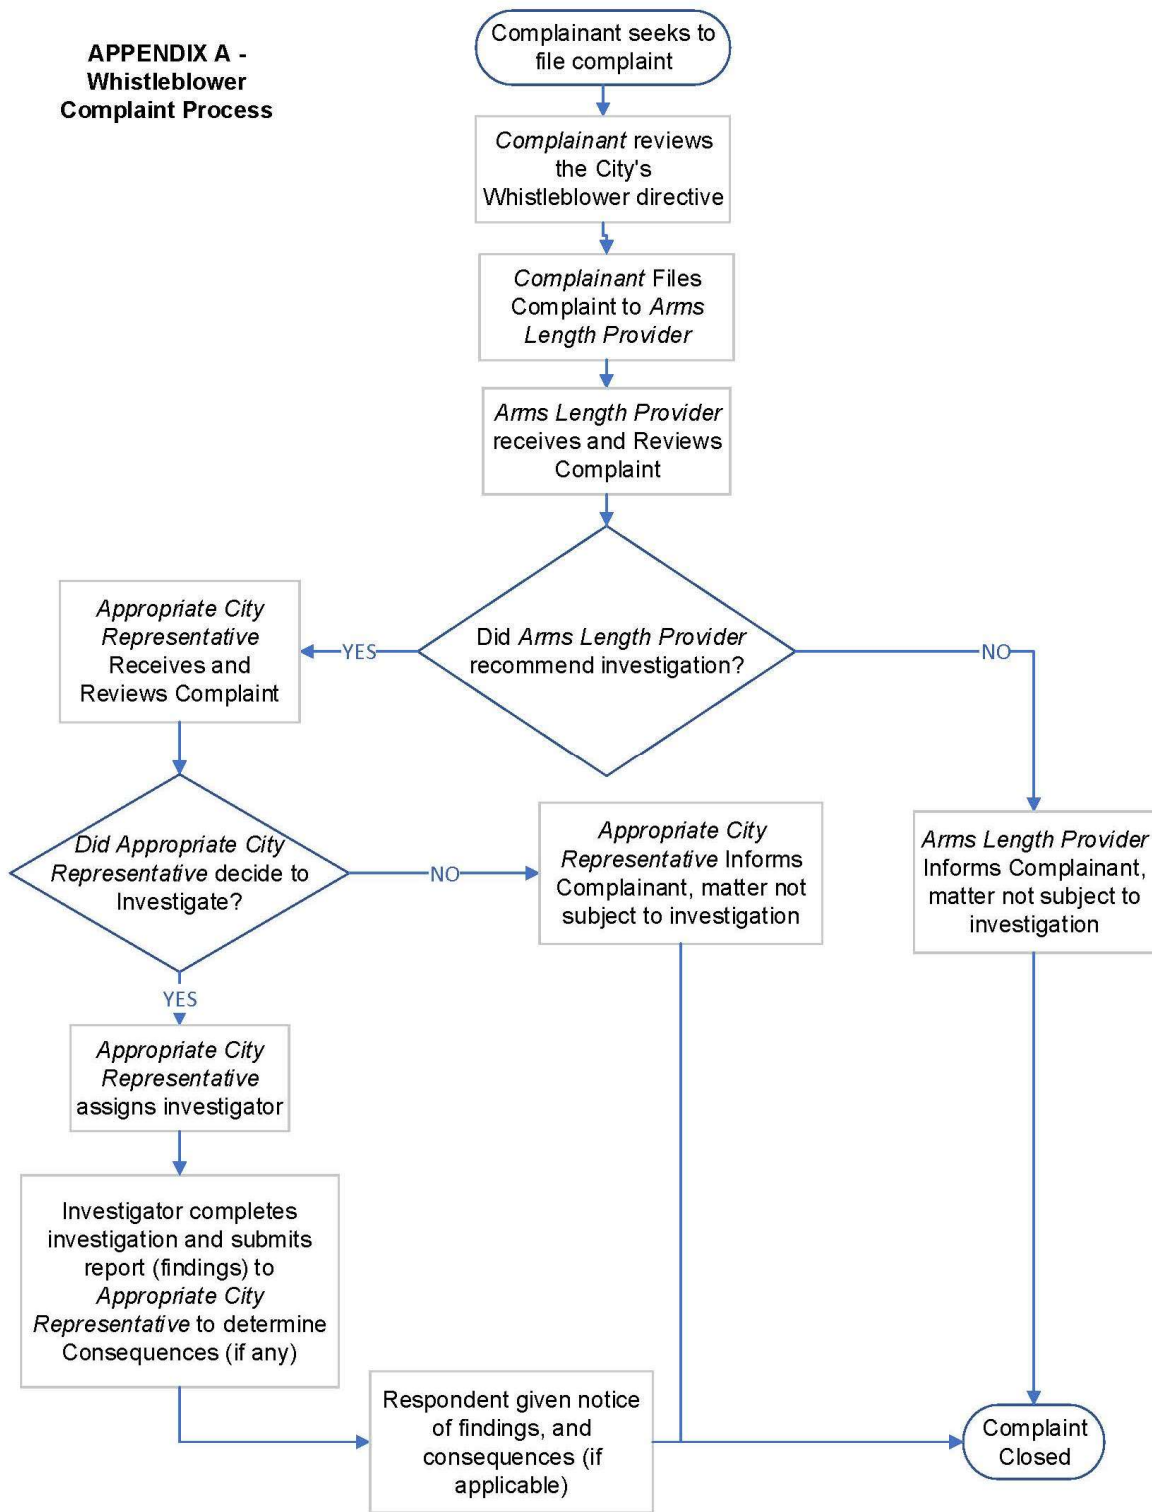 APPENDIX A -
Whistleblower
Complaint Process
Complainant seeks to
file complaint
Complainant reviews
the City's
Whistleblower directive
Complainant Files
Complaint to Arms
Length Provider
Arms Length Provider
receives and Reviews
Complaint
Did Arms Length Provider
recommend investigation?
YES
NO
Appropriate City
Representative
Receives and
Reviews Complaint
Did Appropriate City
Representative decide to
Investigate?
NO
Appropriate City
Representative Informs
Complainant, matter not
subject to investigation
Arms Length Provider
Informs Complainant,
matter not subject to
investigation
YES
Appropriate City
Representative
assigns investigator
Investigator completes
investigation and submits
report (findings) to
Appropriate City
Representative to determine
Consequences (if any)
Respondent given notice
of findings, and
consequences (if
applicable)
Complaint
Closed